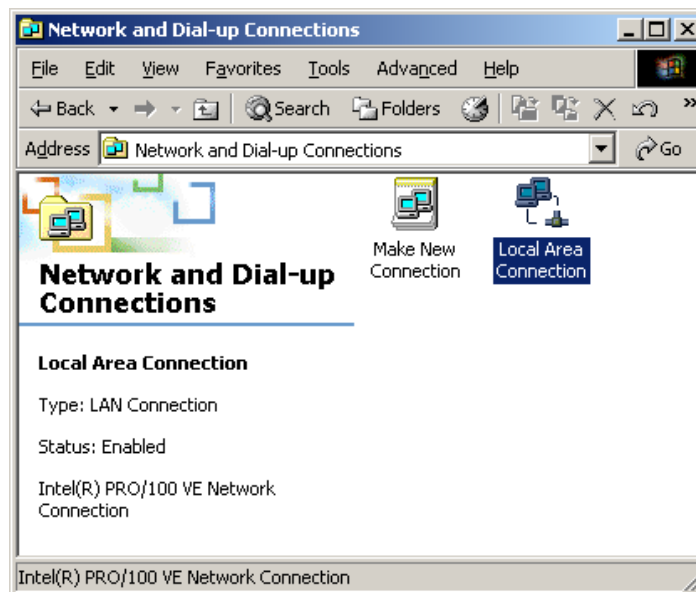 Network and Dial-up Connections
File Edit View Favorites Tools Advanced Help
Back Search Folders »
Address Network and Dial-up Connections Go
Network and Dial-up
Connections
Make New
Connection
Local Area
Connection
Local Area Connection
Type: LAN Connection
Status: Enabled
Intel(R) PRO/100 VE Network
Connection
Intel(R) PRO/100 VE Network Connection